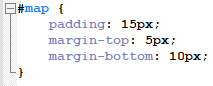 #map {
    padding: 15px;
    margin-top: 5px;
    margin-bottom: 10px;
}